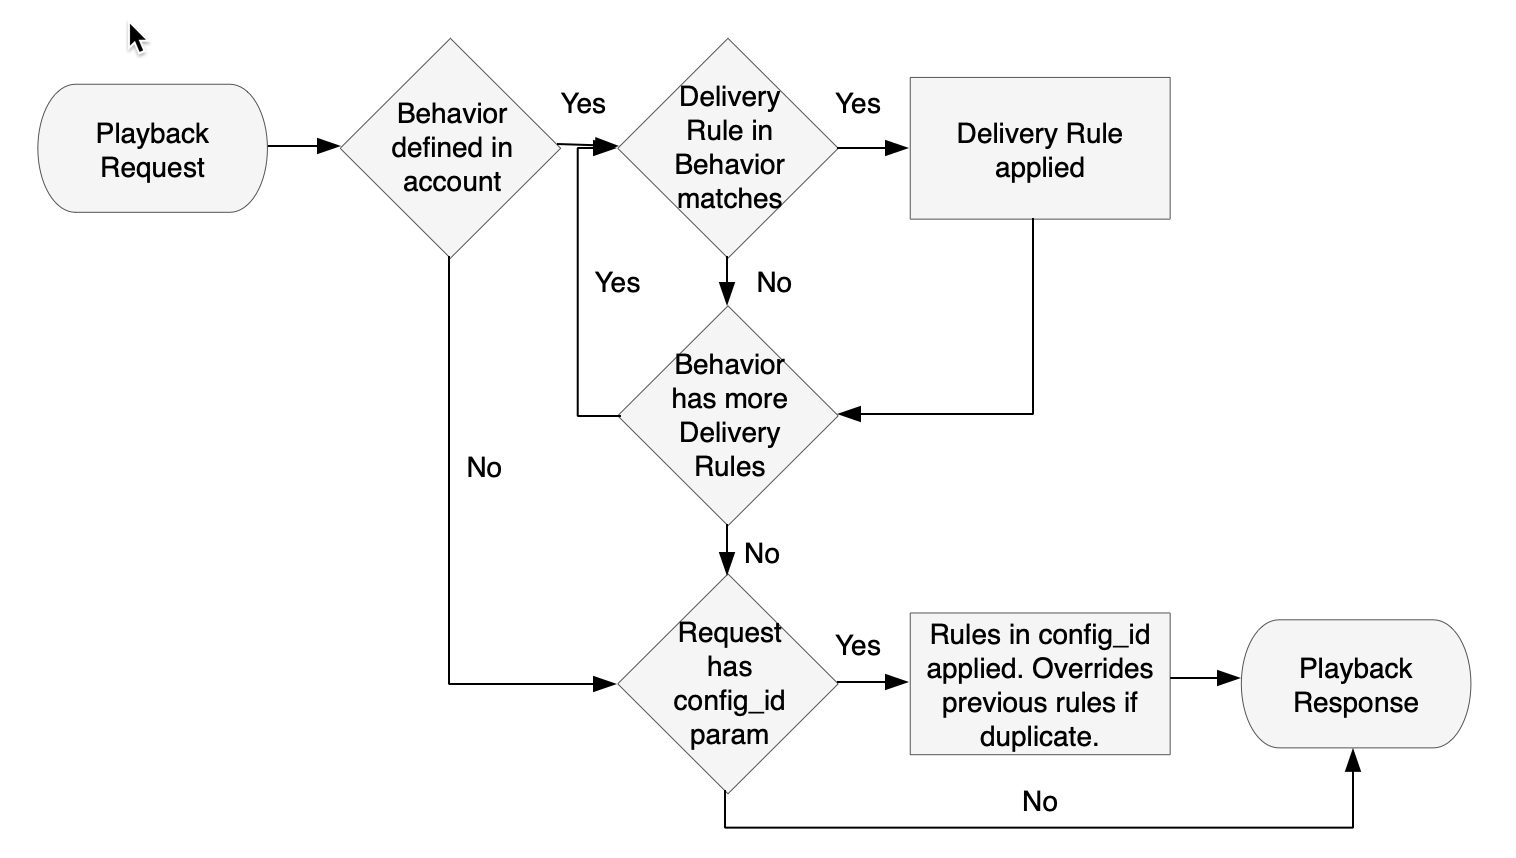 Playback
Request
Behavior
defined in
account
Yes
Delivery
Rule in
Behavior
matches
Yes
Delivery Rule
applied
Yes
No
Behavior
has more
Delivery
Rules
No
No
Request
has
config_id
param
Yes
Rules in config_id
applied. Overrides
previous rules if
duplicate.
Playback
Response
No